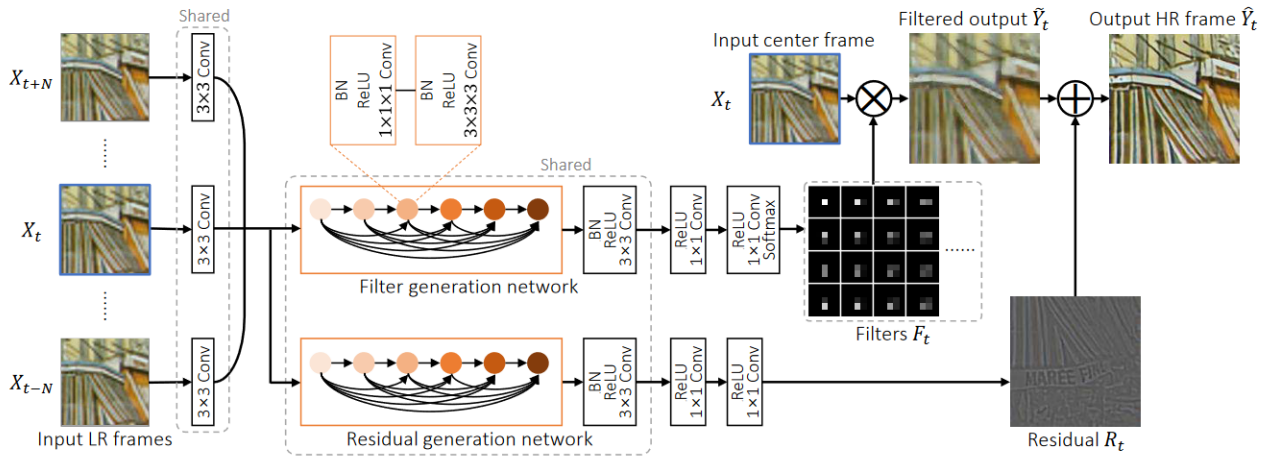 Shared
X_{t+N}
3×3 Conv
X_t
3×3 Conv
X_{t-N}
3×3 Conv
Input LR frames
BN
ReLU
1×1×1 Conv
BN
ReLU
3×3×3 Conv
Shared
Filter generation network
BN
ReLU
3×3 Conv
ReLU
1×1 Conv
ReLU
1×1 Conv
Softmax
Residual generation network
BN
ReLU
3×3 Conv
ReLU
1×1 Conv
ReLU
1×1 Conv
Input center frame
X_t
Filtered output Ỹ_t
Output HR frame Ŷ_t
Filters F_t
MAREE FINE
Residual R_t